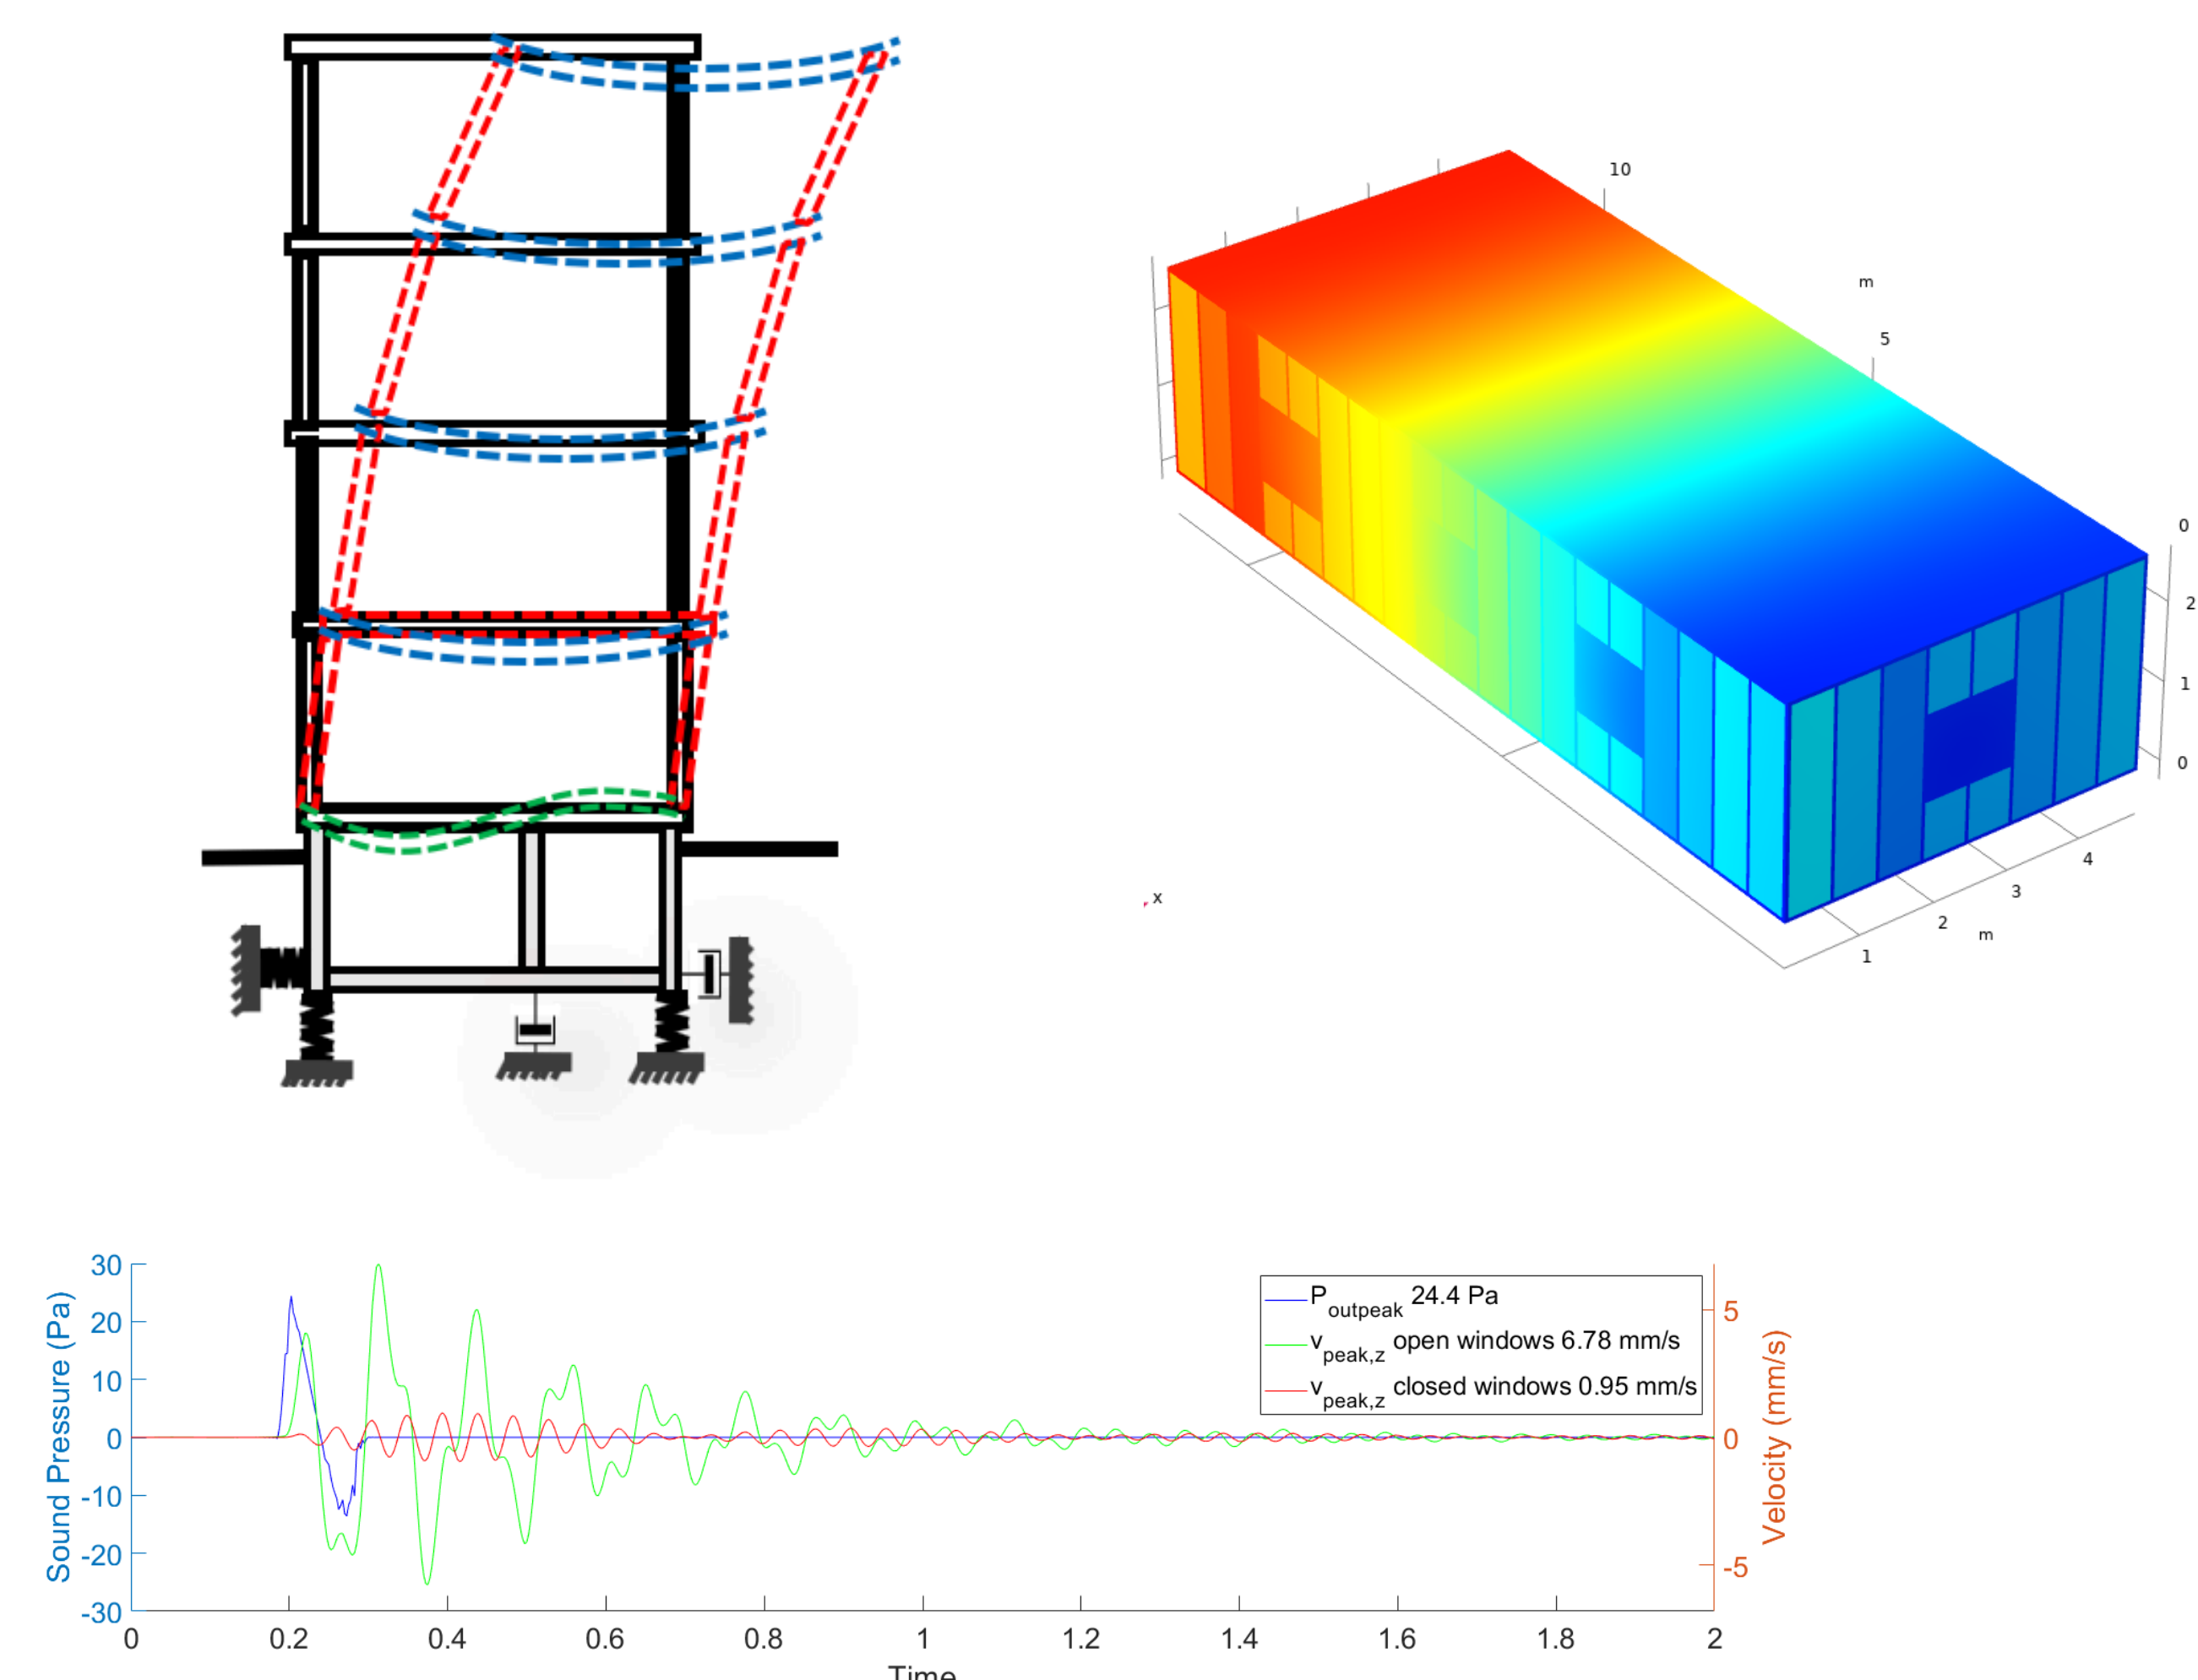 10
m
5
0
2
1
0
4
3
2
m
1
x
30
20
10
0
-10
-20
-30
Sound Pressure (Pa)
P outpeak 24.4 Pa
v peak,z open windows 6.78 mm/s
v peak,z closed windows 0.95 mm/s
5
0
-5
Velocity (mm/s)
0 0.2 0.4 0.6 0.8 1 1.2 1.4 1.6 1.8 2
Time